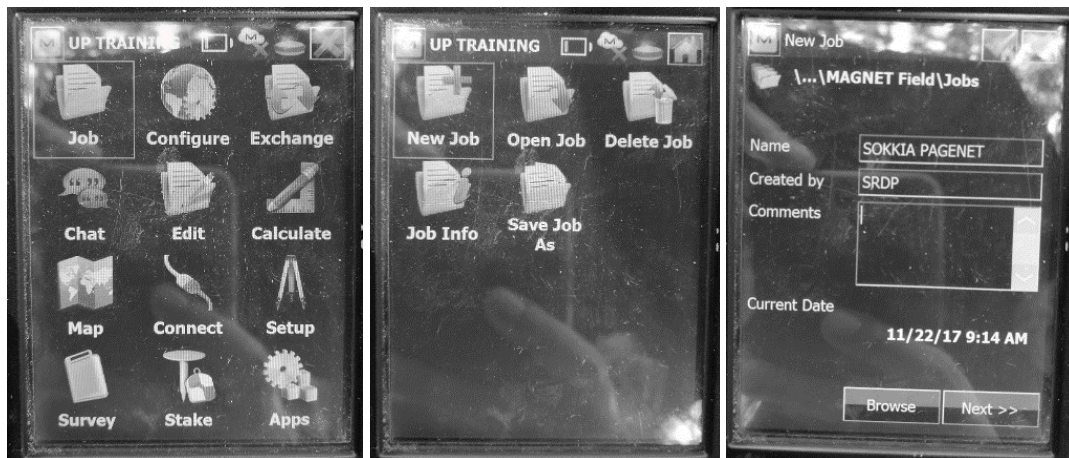 UP TRAINING
Job Configure Exchange
Chat Edit Calculate
Map Connect Setup
Survey Stake Apps
UP TRAINING
New Job Open Job Delete Job
Job Info Save Job As
New Job
\...\MAGNET Field\Jobs
Name SOKKIA PAGENET
Created by SRDP
Comments
Current Date
11/22/17 9:14 AM
Browse Next >>